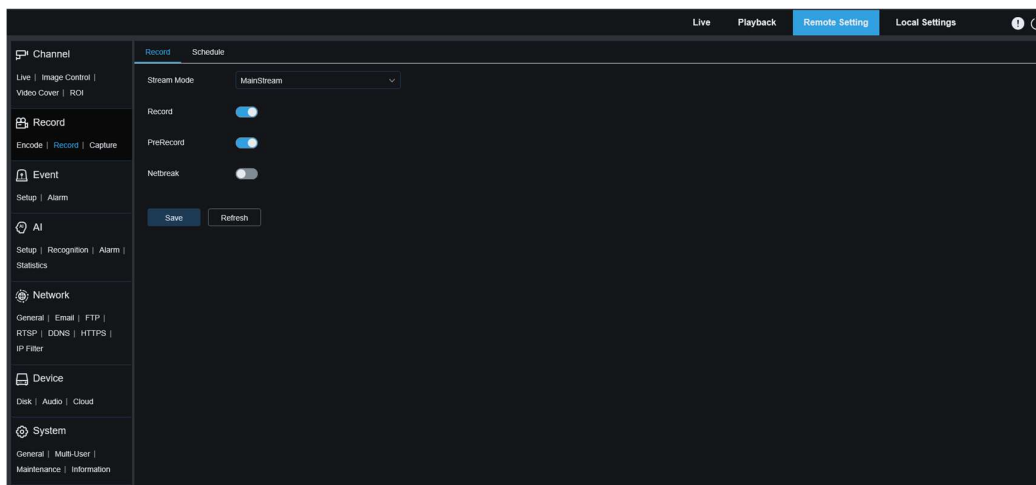 Live Playback Remote Setting Local Settings
Channel
Live | Image Control |
Video Cover | ROI
Record
Encode | Record | Capture
Event
Setup | Alarm
AI
Setup | Recognition | Alarm |
Statistics
Network
General | Email | FTP |
RTSP | DDNS | HTTPS |
IP Filter
Device
Disk | Audio | Cloud
System
General | Multi-User |
Maintenance | Information
Record Schedule
Stream Mode MainStream
Record
PreRecord
Netbreak
Save Refresh